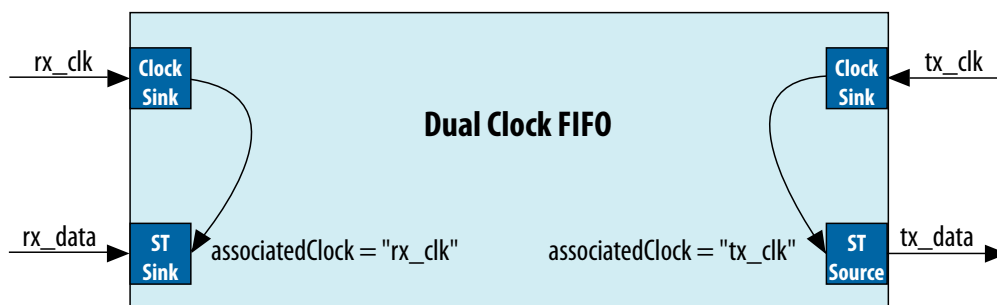 rx_clk
Clock
Sink
Clock
Sink
tx_clk
Dual Clock FIFO
rx_data
ST
Sink
associatedClock = "rx_clk"
associatedClock = "tx_clk"
ST
Source
tx_data